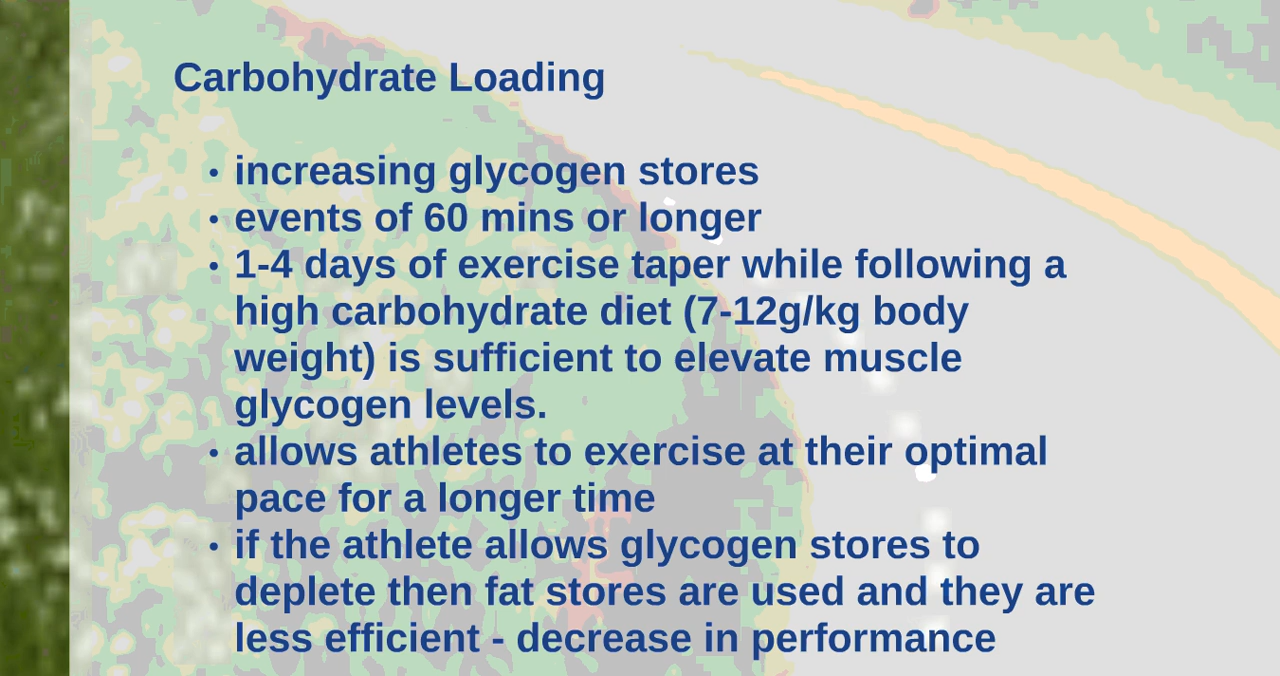 Carbohydrate Loading
• increasing glycogen stores
• events of 60 mins or longer
• 1-4 days of exercise taper while following a
high carbohydrate diet (7-12g/kg body
weight) is sufficient to elevate muscle
glycogen levels.
• allows athletes to exercise at their optimal
pace for a longer time
• if the athlete allows glycogen stores to
deplete then fat stores are used and they are
less efficient - decrease in performance